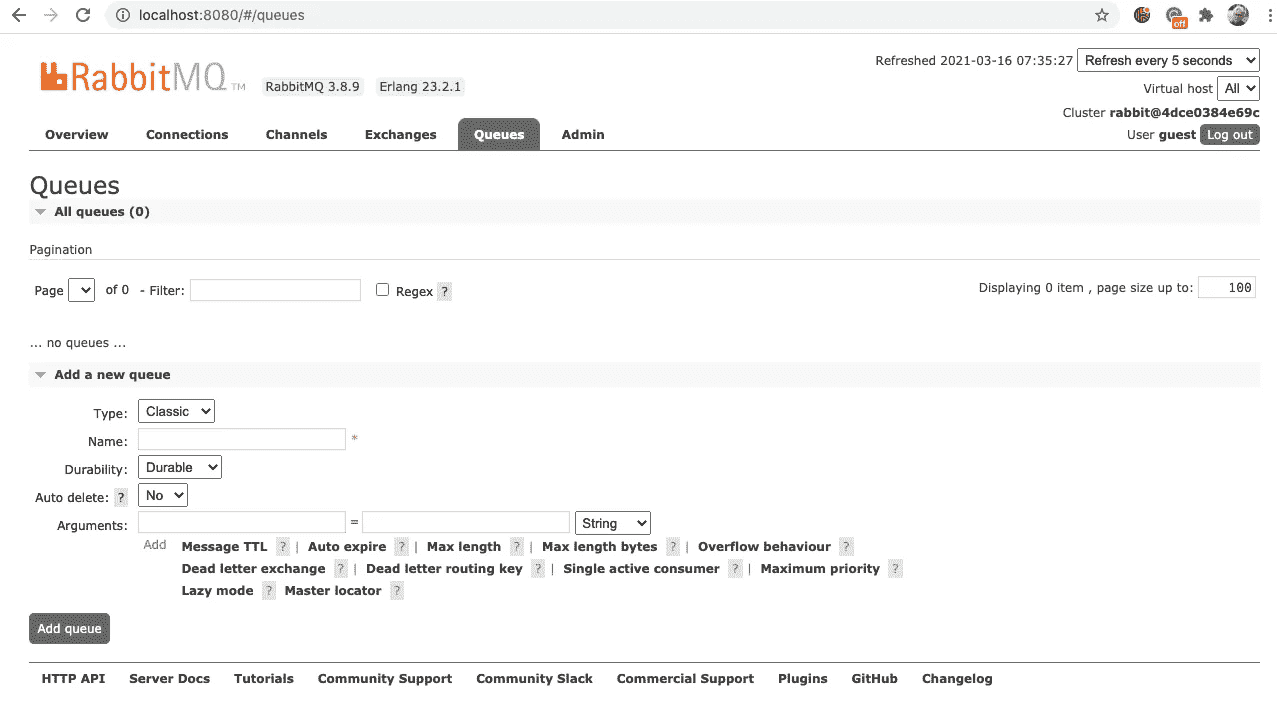 localhost:8080/#/queues
off
RabbitMQ TM RabbitMQ 3.8.9 Erlang 23.2.1
Refreshed 2021-03-16 07:35:27 Refresh every 5 seconds
Virtual host All
Cluster rabbit@4dce0384e69c
User guest Log out
Overview Connections Channels Exchanges Queues Admin
Queues
All queues (0)
Pagination
Page of 0 - Filter: Regex ? Displaying 0 item , page size up to: 100
... no queues ...
Add a new queue
Type: Classic
Name: *
Durability: Durable
Auto delete: ? No
Arguments: = String
Add Message TTL ? | Auto expire ? | Max length ? | Max length bytes ? | Overflow behaviour ?
Dead letter exchange ? | Dead letter routing key ? | Single active consumer ? | Maximum priority ?
Lazy mode ? Master locator ?
Add queue
HTTP API Server Docs Tutorials Community Support Community Slack Commercial Support Plugins GitHub Changelog